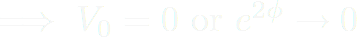 ⟹ V₀ = 0 or e^{2ϕ} → 0